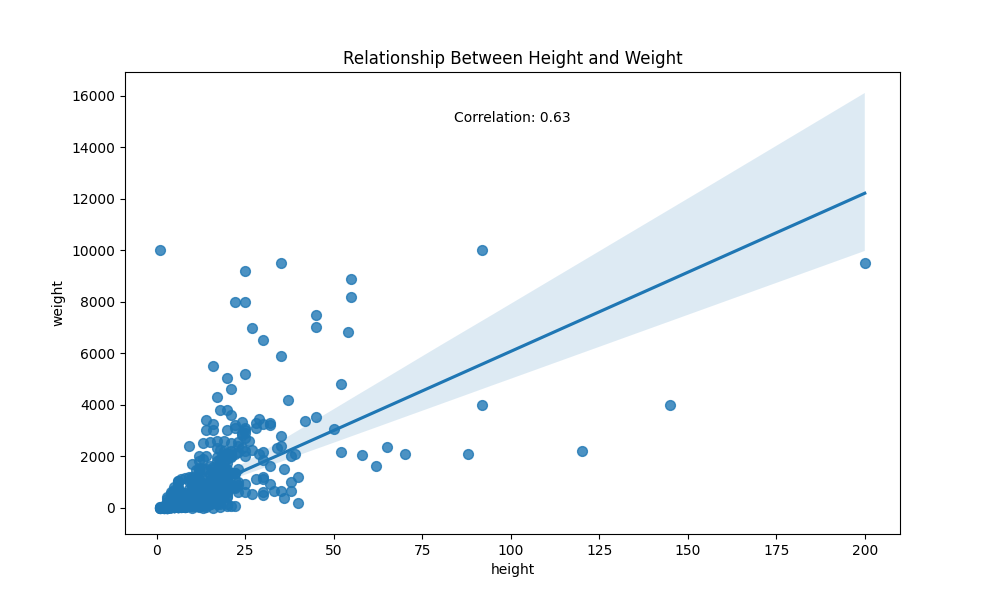 Relationship Between Height and Weight
Correlation: 0.63
weight
16000
14000
12000
10000
8000
6000
4000
2000
0
0 25 50 75 100 125 150 175 200
height